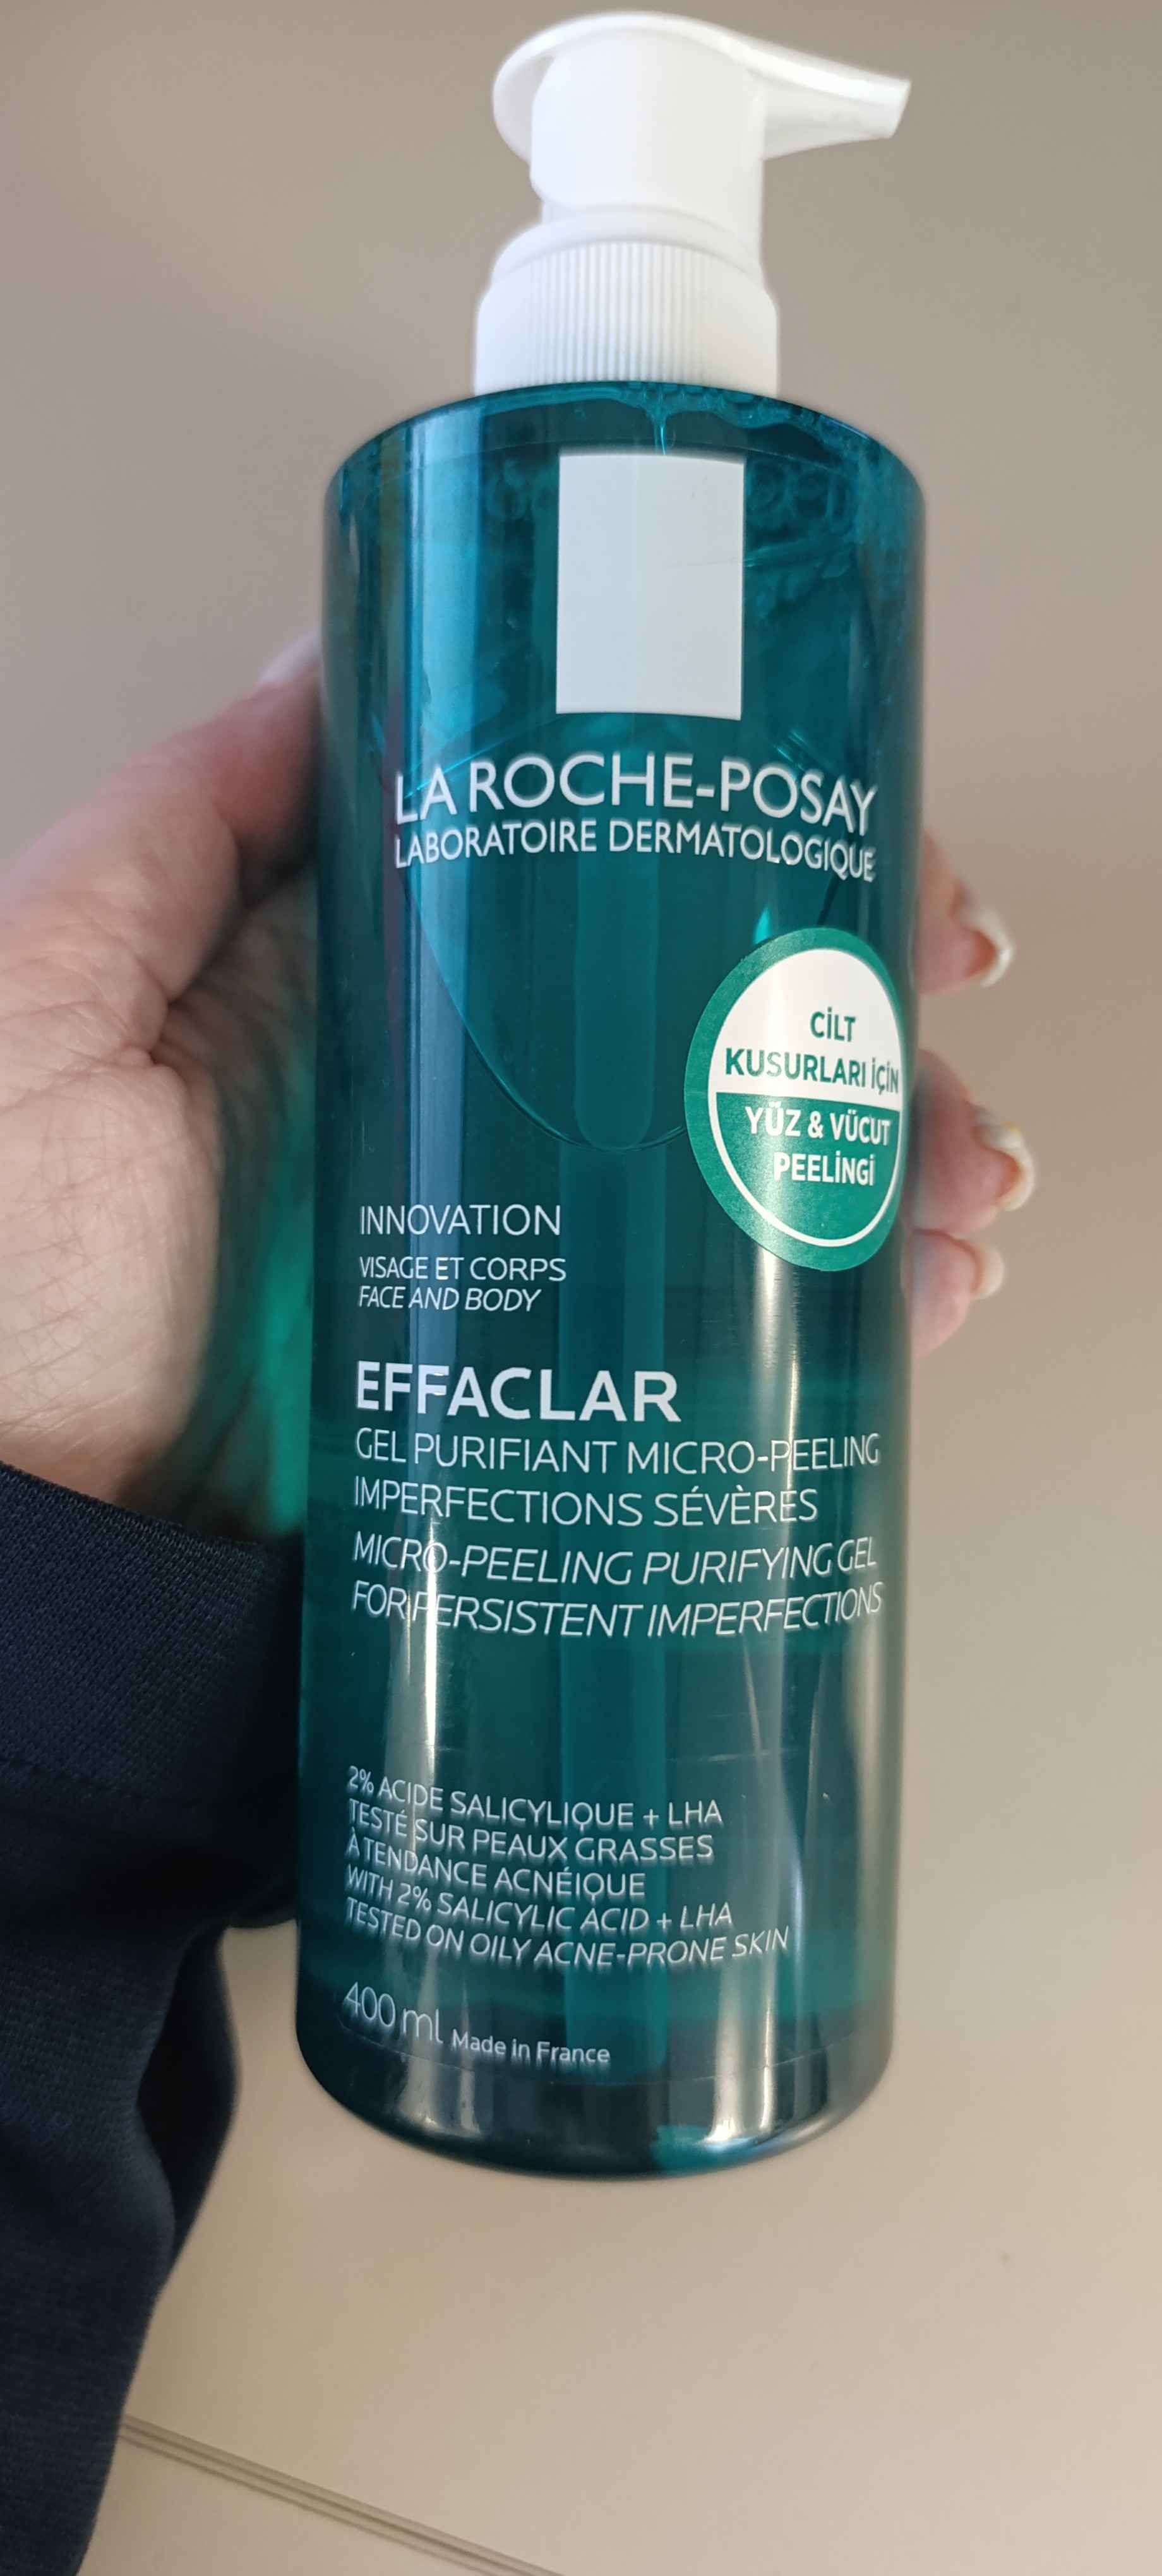 LA ROCHE-POSAY
LABORATOIRE DERMATOLOGIQUE
CİLT
KUSURLARI İÇİN
YÜZ & VÜCUT
PEELİNGİ
INNOVATION
VISAGE ET CORPS
FACE AND BODY
EFFACLAR
GEL PURIFIANT MICRO-PEELING
IMPERFECTIONS SÉVÈRES
MICRO-PEELING PURIFYING GEL
FOR PERSISTENT IMPERFECTIONS
2% ACIDE SALICYLIQUE + LHA
TESTÉ SUR PEAUX GRASSES
À TENDANCE ACNÉIQUE
WITH 2% SALICYLIC ACID + LHA
TESTED ON OILY ACNE-PRONE SKIN
400 ml Made in France